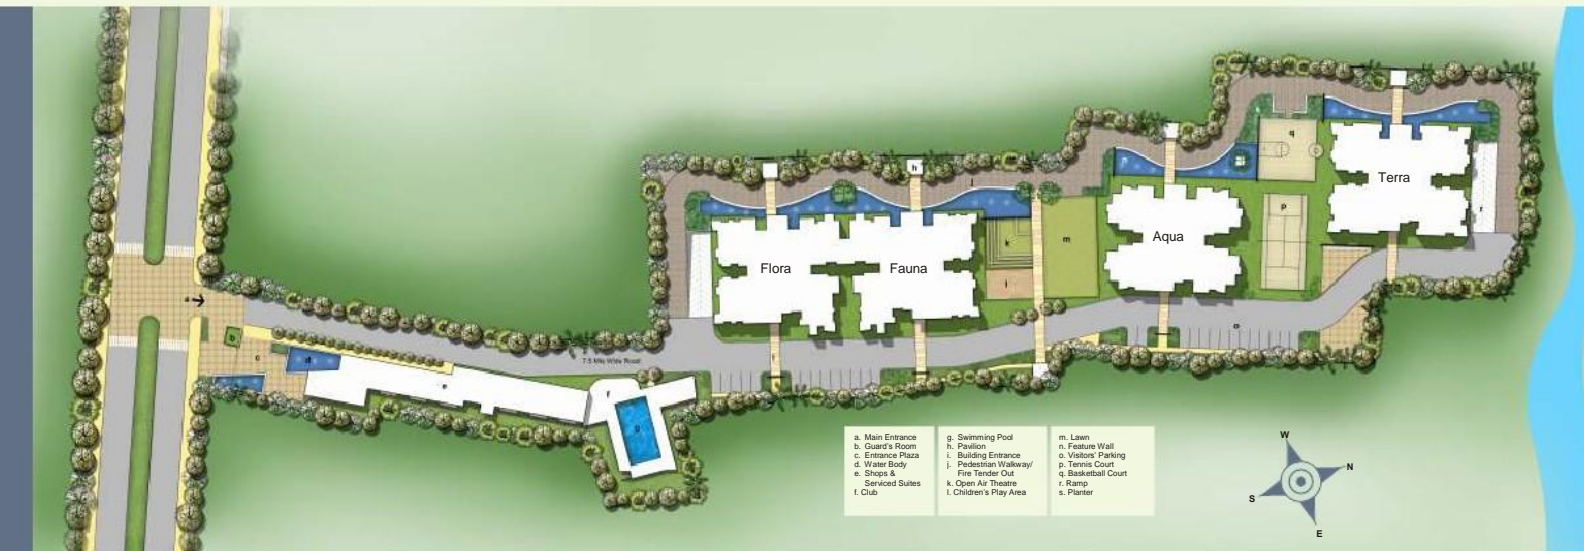 h
q
Terra
n
p
r
k
m
Aqua
Flora
Fauna
j
a
b
c
d
7.5 Mts Wide Road
e
f
g
o
a. Main Entrance
b. Guard's Room
c. Entrance Plaza
d. Water Body
e. Shops &
Serviced Suites
f. Club
g. Swimming Pool
h. Pavilion
i. Building Entrance
j. Pedestrian Walkway/
Fire Tender Out
k. Open Air Theatre
l. Children's Play Area
m. Lawn
n. Feature Wall
o. Visitors' Parking
p. Tennis Court
q. Basketball Court
r. Ramp
s. Planter
W
N
S
E